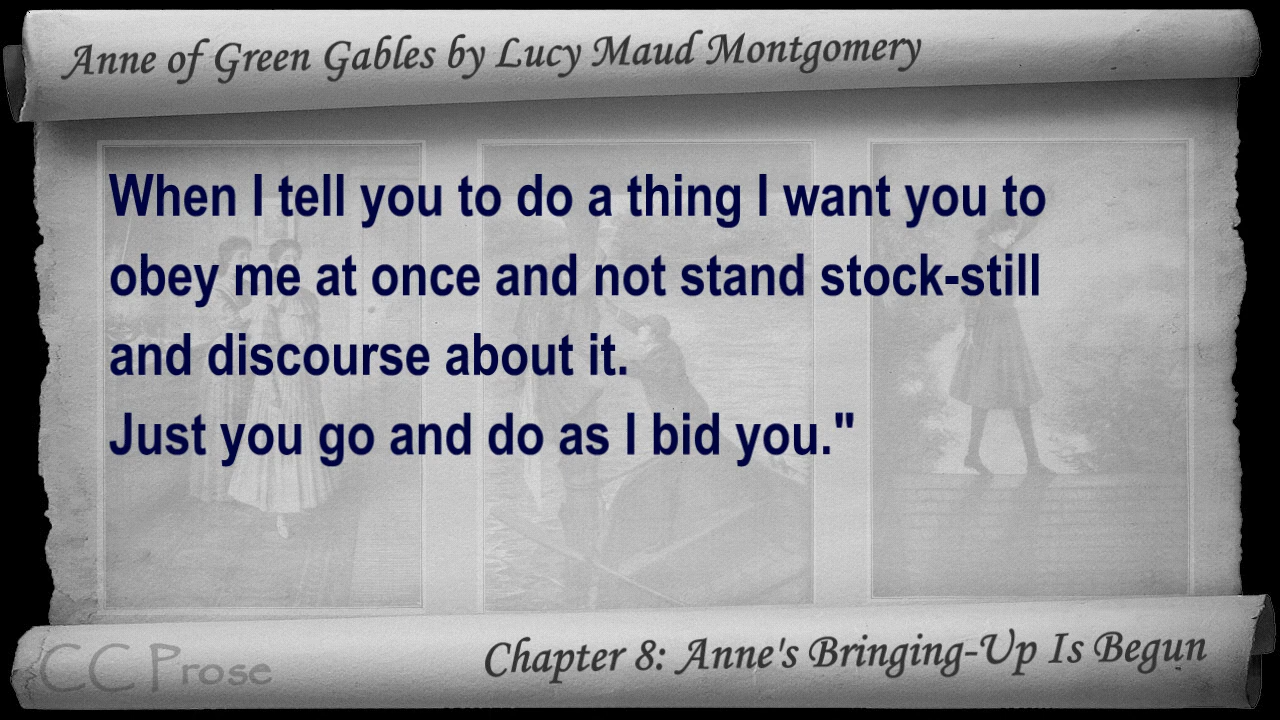 Anne of Green Gables by Lucy Maud Montgomery
When I tell you to do a thing I want you to
obey me at once and not stand stock-still
and discourse about it.
Just you go and do as I bid you."
CC Prose
Chapter 8: Anne's Bringing-Up Is Begun